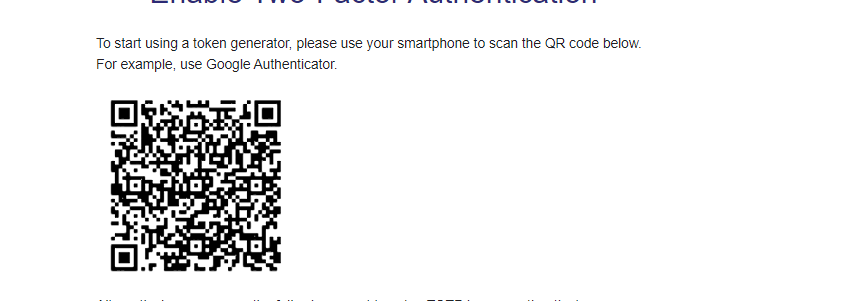 Enable Two-Factor Authentication
To start using a token generator, please use your smartphone to scan the QR code below.
For example, use Google Authenticator.